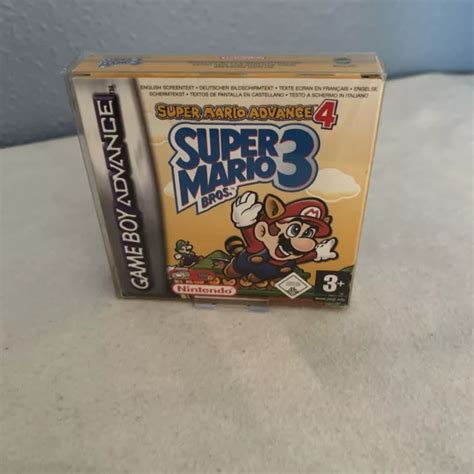 ENGLISH SCREENTEXT • DEUTSCHER BILDSCHIRMTEXT • TEXTE ECRAN EN FRANÇAIS • ENGELSE
SCHERMTEKST • TEXTOS DE PANTALLA EN CASTELLANO • TESTO A SCHERMO IN ITALIANO
SUPER MARIO ADVANCE 4
SUPER
MARIO 3
BROS.
GAME BOY ADVANCE
Nintendo
3+